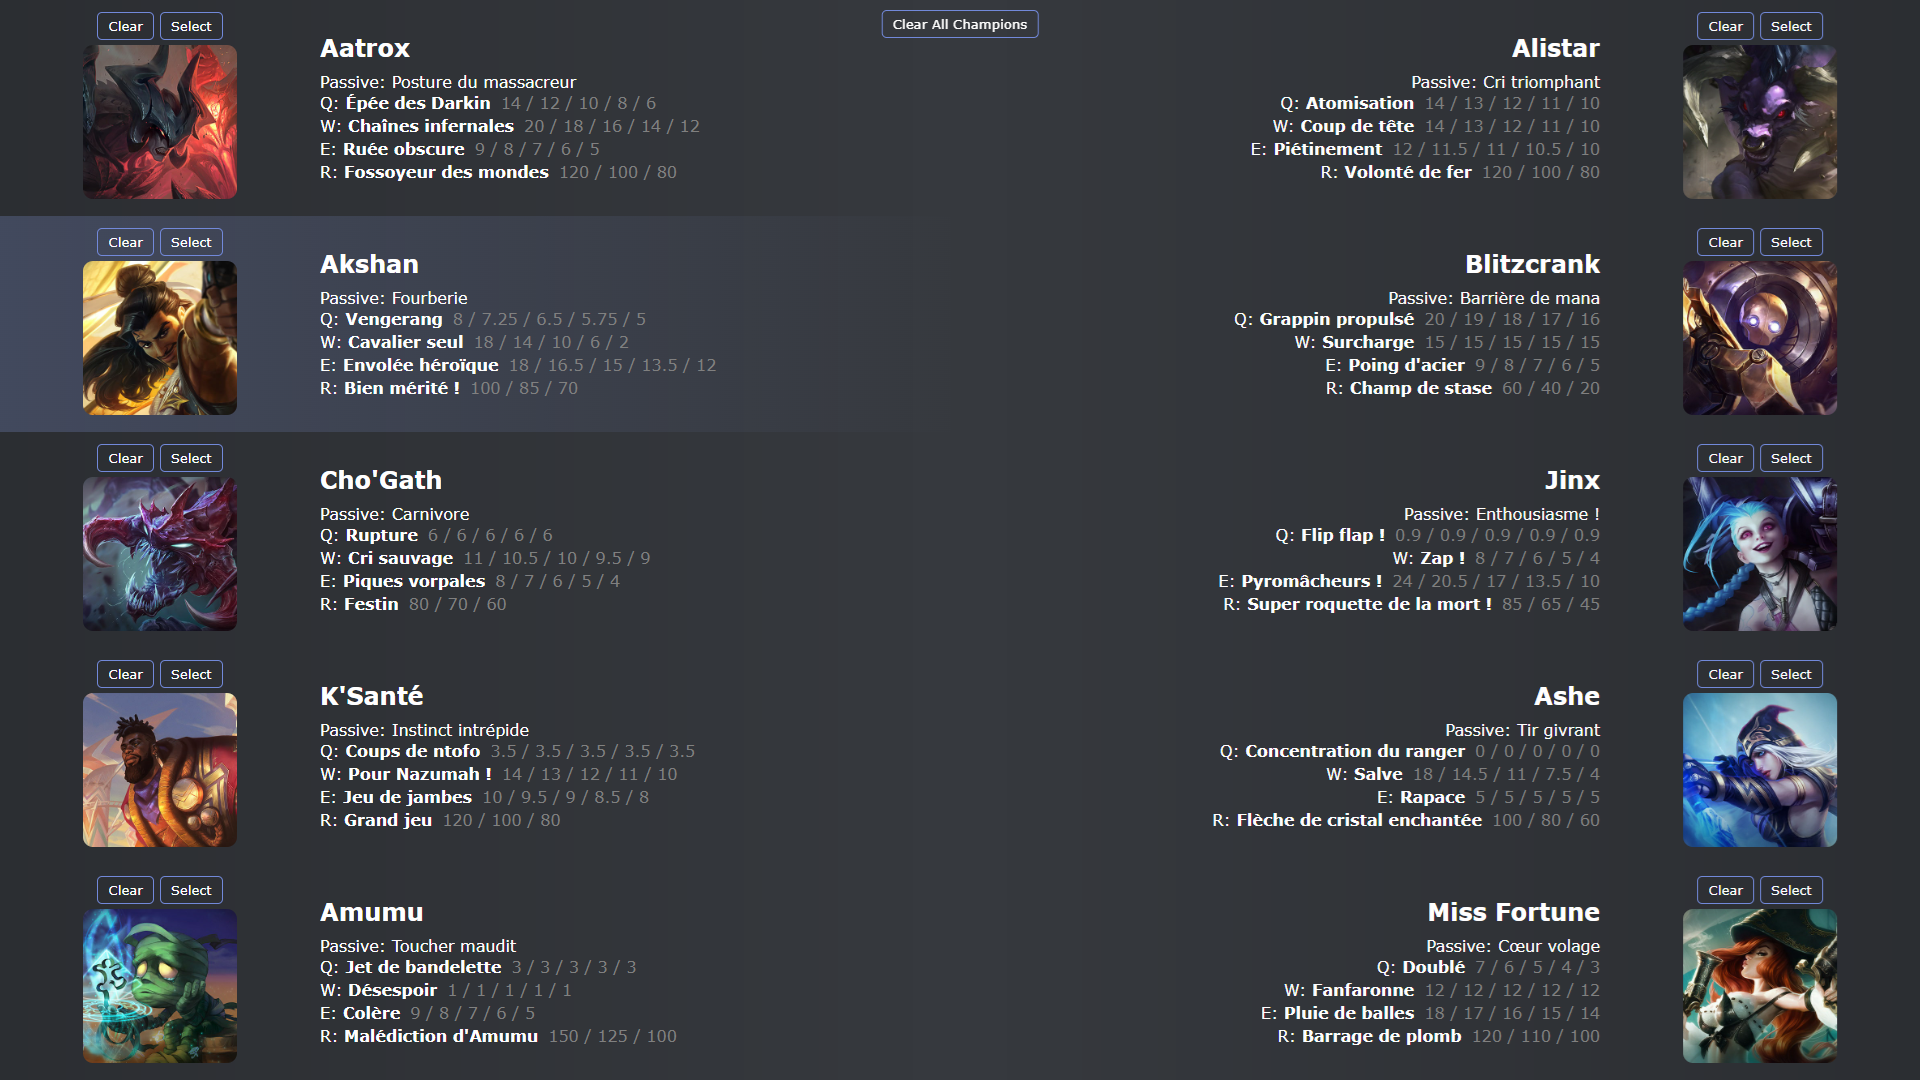 Clear All Champions
Clear Select
Aatrox
Passive: Posture du massacreur
Q: Épée des Darkin 14 / 12 / 10 / 8 / 6
W: Chaînes infernales 20 / 18 / 16 / 14 / 12
E: Ruée obscure 9 / 8 / 7 / 6 / 5
R: Fossoyeur des mondes 120 / 100 / 80
Clear Select
Akshan
Passive: Fourberie
Q: Vengerang 8 / 7.25 / 6.5 / 5.75 / 5
W: Cavalier seul 18 / 14 / 10 / 6 / 2
E: Envolée héroïque 18 / 16.5 / 15 / 13.5 / 12
R: Bien mérité ! 100 / 85 / 70
Clear Select
Cho'Gath
Passive: Carnivore
Q: Rupture 6 / 6 / 6 / 6 / 6
W: Cri sauvage 11 / 10.5 / 10 / 9.5 / 9
E: Piques vorpales 8 / 7 / 6 / 5 / 4
R: Festin 80 / 70 / 60
Clear Select
K'Santé
Passive: Instinct intrépide
Q: Coups de ntofo 3.5 / 3.5 / 3.5 / 3.5 / 3.5
W: Pour Nazumah ! 14 / 13 / 12 / 11 / 10
E: Jeu de jambes 10 / 9.5 / 9 / 8.5 / 8
R: Grand jeu 120 / 100 / 80
Clear Select
Amumu
Passive: Toucher maudit
Q: Jet de bandelette 3 / 3 / 3 / 3 / 3
W: Désespoir 1 / 1 / 1 / 1 / 1
E: Colère 9 / 8 / 7 / 6 / 5
R: Malédiction d'Amumu 150 / 125 / 100
Clear Select
Alistar
Passive: Cri triomphant
Q: Atomisation 14 / 13 / 12 / 11 / 10
W: Coup de tête 14 / 13 / 12 / 11 / 10
E: Piétinement 12 / 11.5 / 11 / 10.5 / 10
R: Volonté de fer 120 / 100 / 80
Clear Select
Blitzcrank
Passive: Barrière de mana
Q: Grappin propulsé 20 / 19 / 18 / 17 / 16
W: Surcharge 15 / 15 / 15 / 15 / 15
E: Poing d'acier 9 / 8 / 7 / 6 / 5
R: Champ de stase 60 / 40 / 20
Clear Select
Jinx
Passive: Enthousiasme !
Q: Flip flap ! 0.9 / 0.9 / 0.9 / 0.9 / 0.9
W: Zap ! 8 / 7 / 6 / 5 / 4
E: Pyromâcheurs ! 24 / 20.5 / 17 / 13.5 / 10
R: Super roquette de la mort ! 85 / 65 / 45
Clear Select
Ashe
Passive: Tir givrant
Q: Concentration du ranger 0 / 0 / 0 / 0 / 0
W: Salve 18 / 14.5 / 11 / 7.5 / 4
E: Rapace 5 / 5 / 5 / 5 / 5
R: Flèche de cristal enchantée 100 / 80 / 60
Clear Select
Miss Fortune
Passive: Cœur volage
Q: Doublé 7 / 6 / 5 / 4 / 3
W: Fanfaronne 12 / 12 / 12 / 12 / 12
E: Pluie de balles 18 / 17 / 16 / 15 / 14
R: Barrage de plomb 120 / 110 / 100